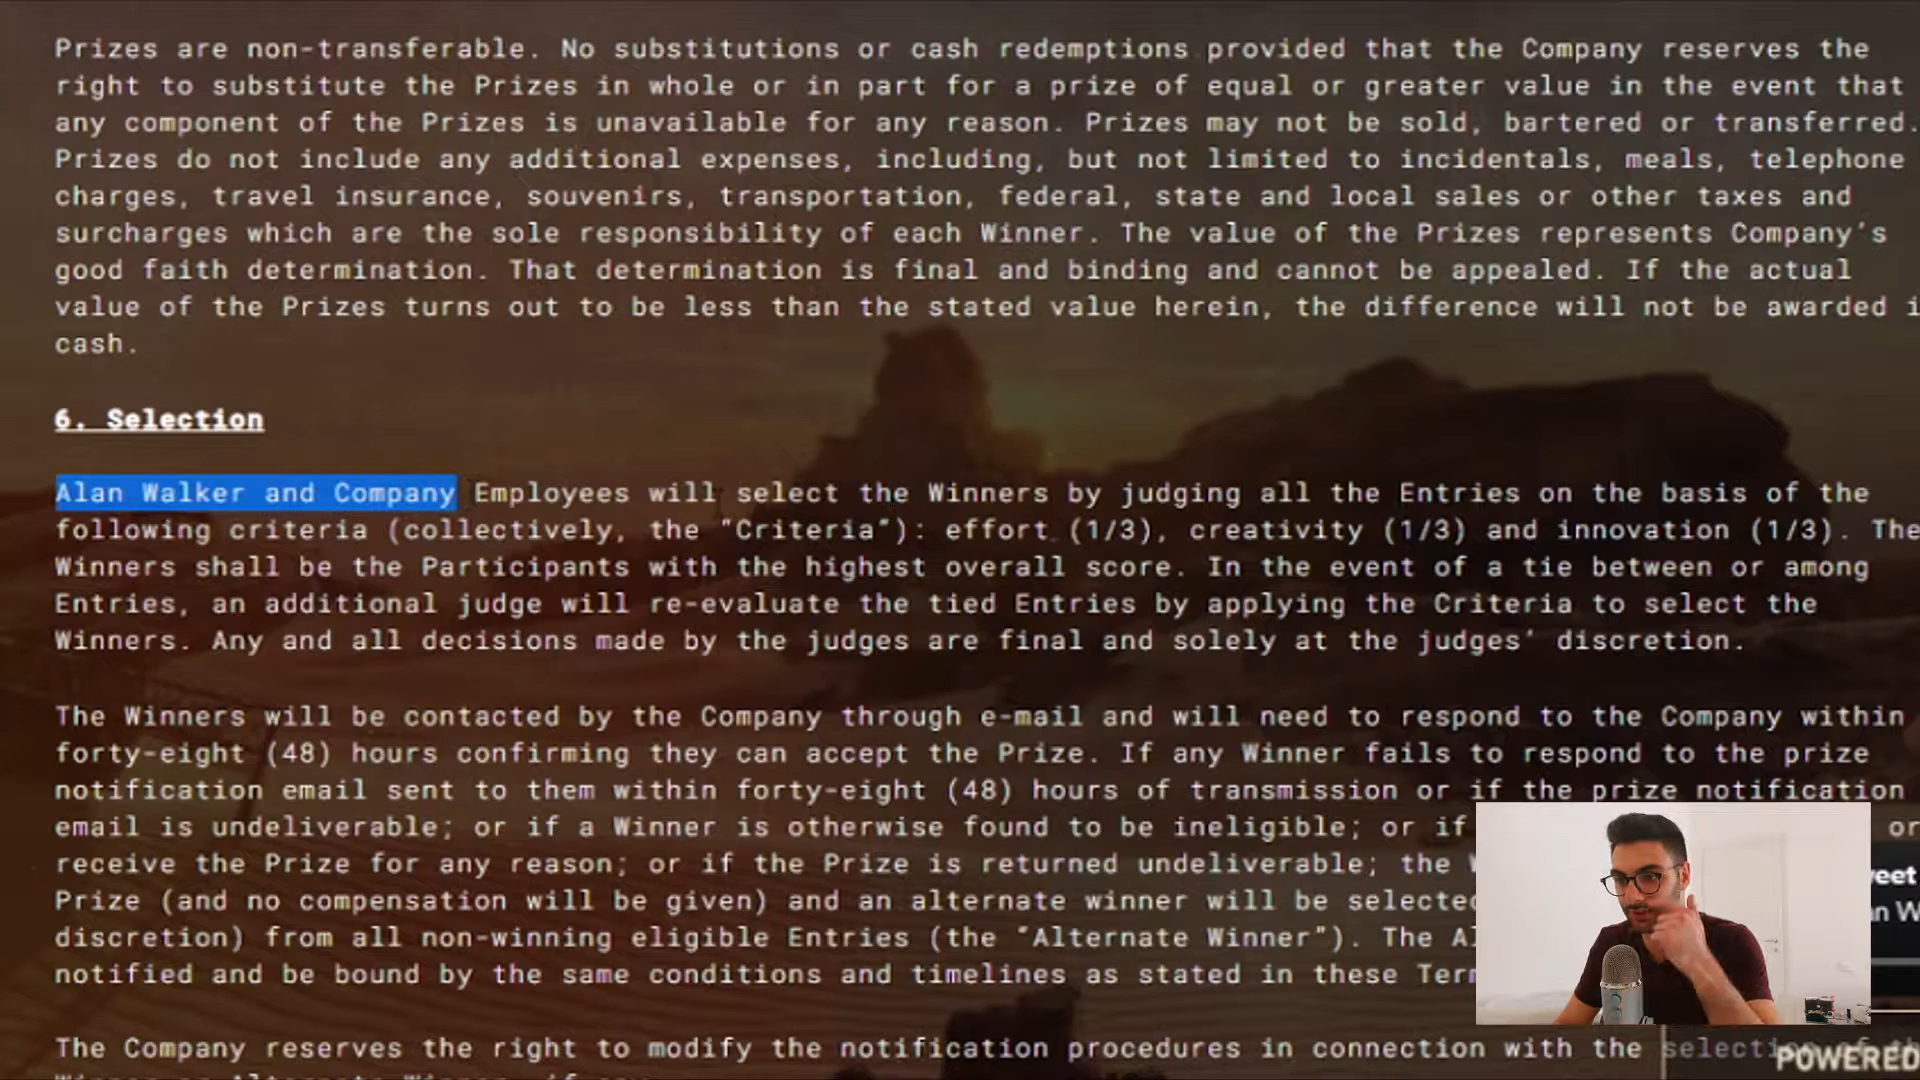 Prizes are non-transferable. No substitutions or cash redemptions provided that the Company reserves the
right to substitute the Prizes in whole or in part for a prize of equal or greater value in the event that
any component of the Prizes is unavailable for any reason. Prizes may not be sold, bartered or transferred.
Prizes do not include any additional expenses, including, but not limited to incidentals, meals, telephone
charges, travel insurance, souvenirs, transportation, federal, state and local sales or other taxes and
surcharges which are the sole responsibility of each Winner. The value of the Prizes represents Company's
good faith determination. That determination is final and binding and cannot be appealed. If the actual
value of the Prizes turns out to be less than the stated value herein, the difference will not be awarded i
cash.
6. Selection
Alan Walker and Company Employees will select the Winners by judging all the Entries on the basis of the
following criteria (collectively, the "Criteria"): effort (1/3), creativity (1/3) and innovation (1/3). The
Winners shall be the Participants with the highest overall score. In the event of a tie between or among
Entries, an additional judge will re-evaluate the tied Entries by applying the Criteria to select the
Winners. Any and all decisions made by the judges are final and solely at the judges' discretion.
The Winners will be contacted by the Company through e-mail and will need to respond to the Company within
forty-eight (48) hours confirming they can accept the Prize. If any Winner fails to respond to the prize
notification email sent to them within forty-eight (48) hours of transmission or if the prize notification
email is undeliverable; or if a Winner is otherwise found to be ineligible; or if or
receive the Prize for any reason; or if the Prize is returned undeliverable; the W
Prize (and no compensation will be given) and an alternate winner will be selected
discretion) from all non-winning eligible Entries (the "Alternate Winner"). The Al
notified and be bound by the same conditions and timelines as stated in these Term
The Company reserves the right to modify the notification procedures in connection with the selection of
weet
n W
POWERED